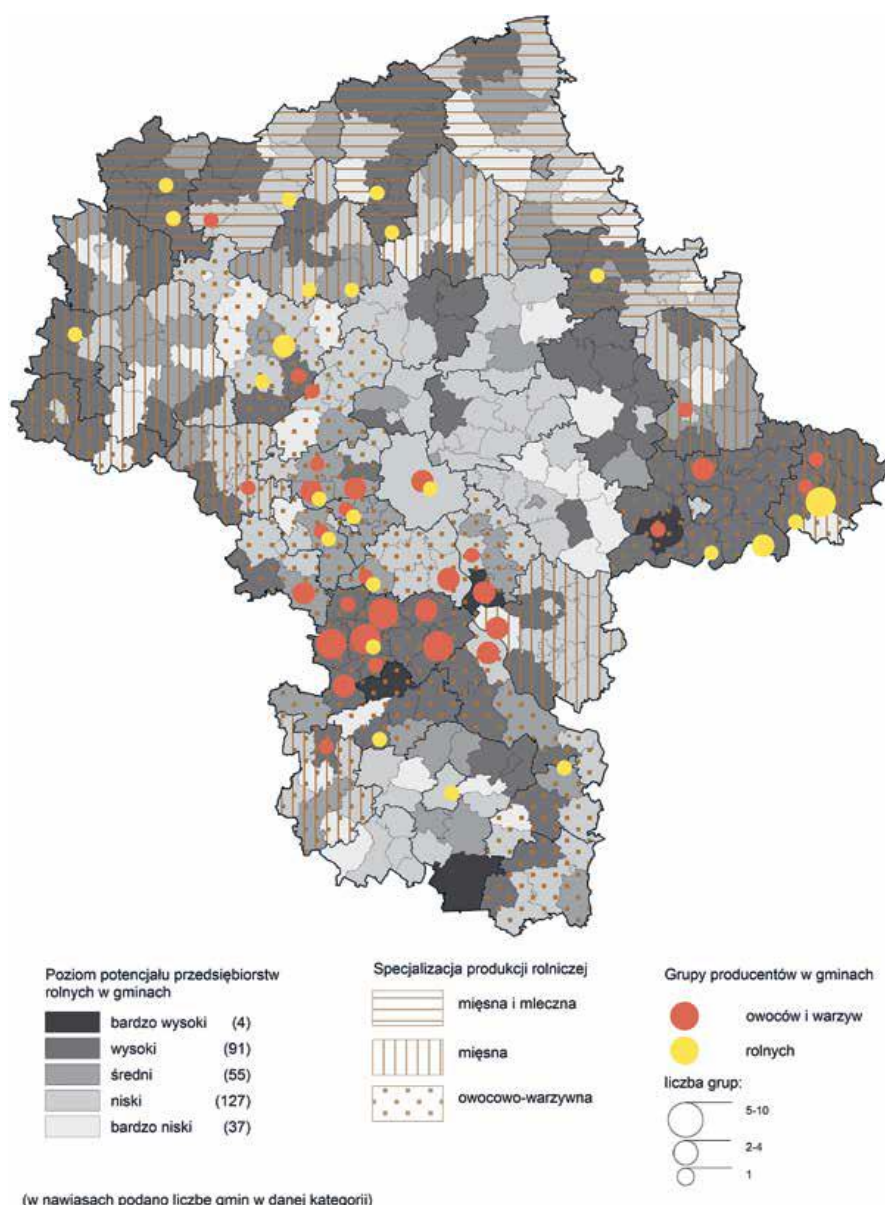 Poziom potencjału przedsiębiorstw
rolnych w gminach
bardzo wysoki (4)
wysoki (91)
średni (55)
niski (127)
bardzo niski (37)
Specjalizacja produkcji rolniczej
mięsna i mleczna
mięsna
owocowo-warzywna
Grupy producentów w gminach
owoców i warzyw
rolnych
liczba grup:
5-10
2-4
1
(w nawiasach podano liczbę gmin w danej kategorii)